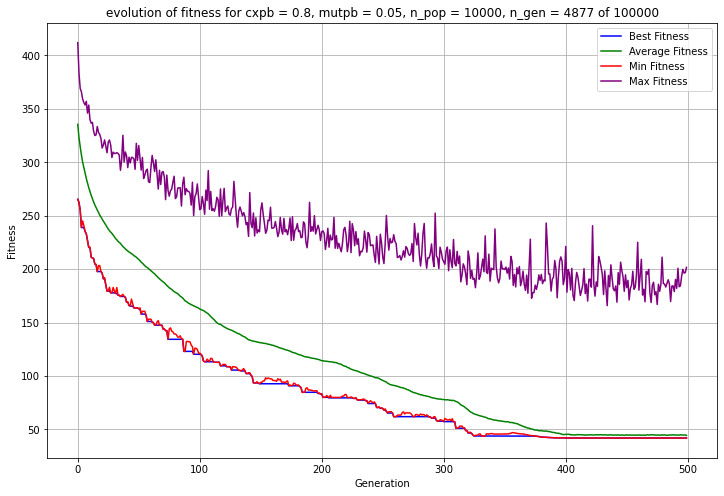 evolution of fitness for cxpb = 0.8, mutpb = 0.05, n_pop = 10000, n_gen = 4877 of 100000
Best Fitness
Average Fitness
Min Fitness
Max Fitness
400
350
300
250
200
150
100
50
Fitness
0
100
200
300
400
500
Generation